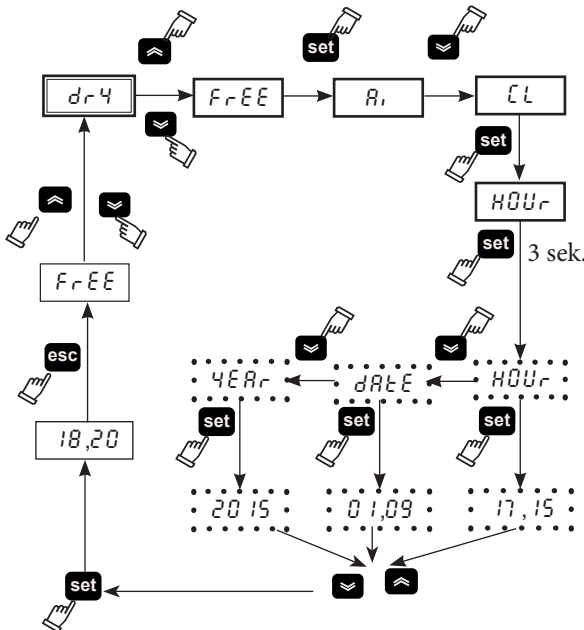 set
dr4 FrEE Ai CL
set
HOUr
set 3 sek.
FrEE
esc
YEAr dAtE HOUr
set set set
18,20
2015 01,09 17,15
set